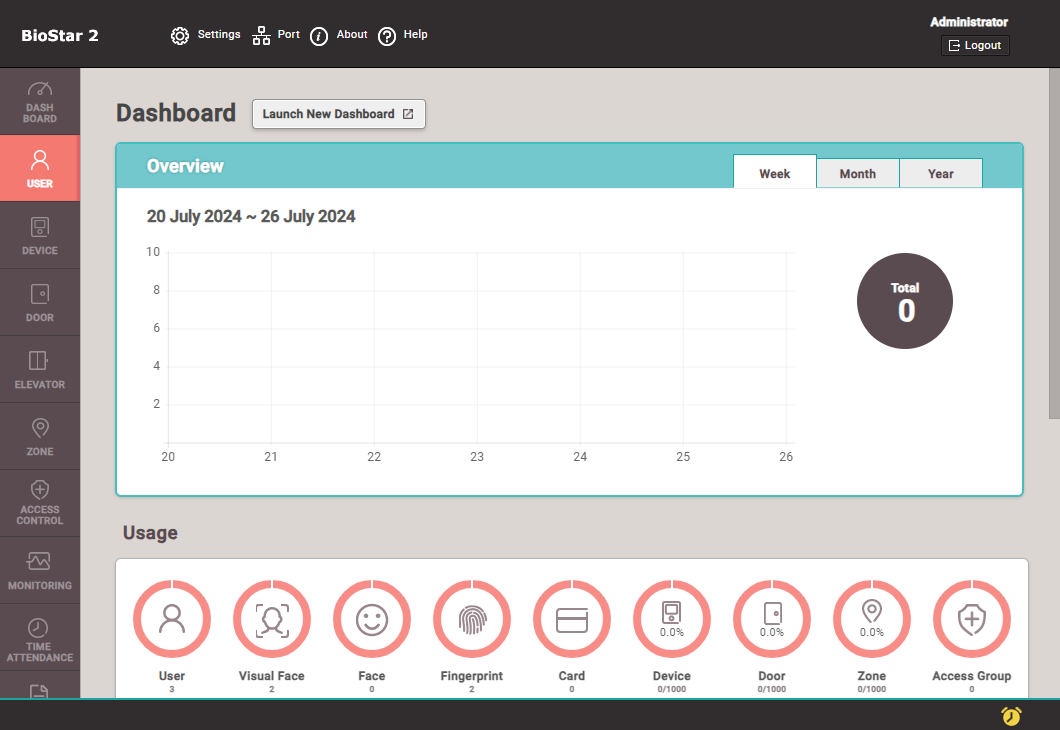 BioStar 2
Settings
Port
About
Help
Administrator
Logout
DASH
BOARD
USER
DEVICE
DOOR
ELEVATOR
ZONE
ACCESS
CONTROL
MONITORING
TIME
ATTENDANCE
Dashboard
Launch New Dashboard
Overview
Week
Month
Year
20 July 2024 ~ 26 July 2024
10
8
6
4
2
20 21 22 23 24 25 26
Total
0
Usage
0.0% 0.0% 0.0%
User Visual Face Face Fingerprint Card Device Door Zone Access Group
3 2 0 2 0 0/1000 0/1000 0/1000 0